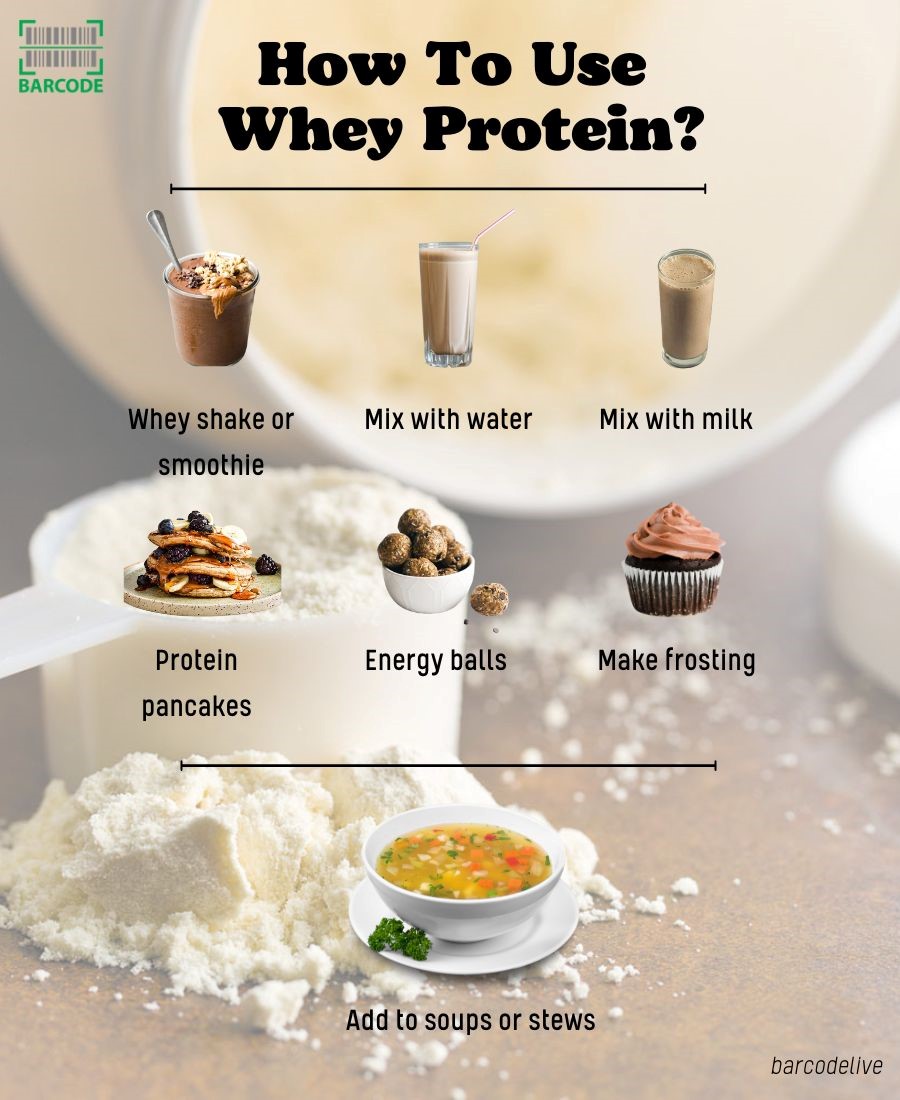 BARCODE
How To Use
Whey Protein?
Whey shake or
smoothie
Mix with water
Mix with milk
Protein
pancakes
Energy balls
Make frosting
Add to soups or stews
barcodelive